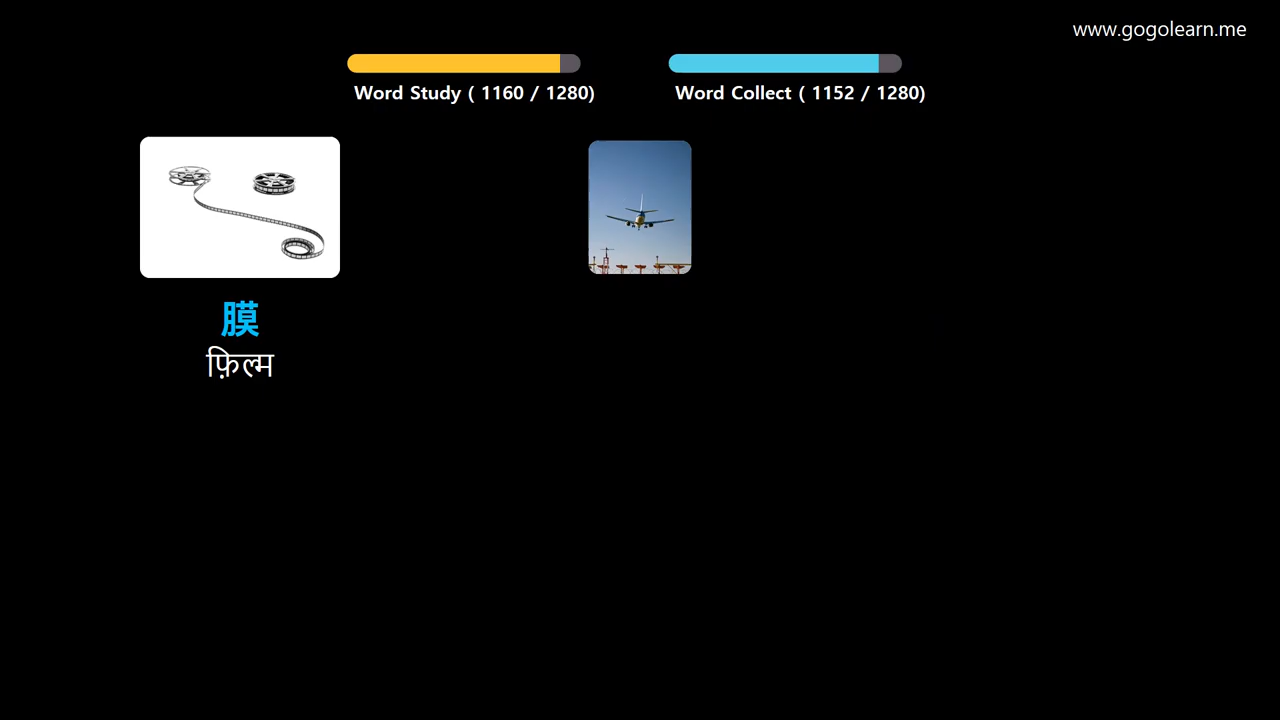 www.gogolearn.me
Word Study ( 1160 / 1280)
Word Collect ( 1152 / 1280)
膜
फ़िल्म